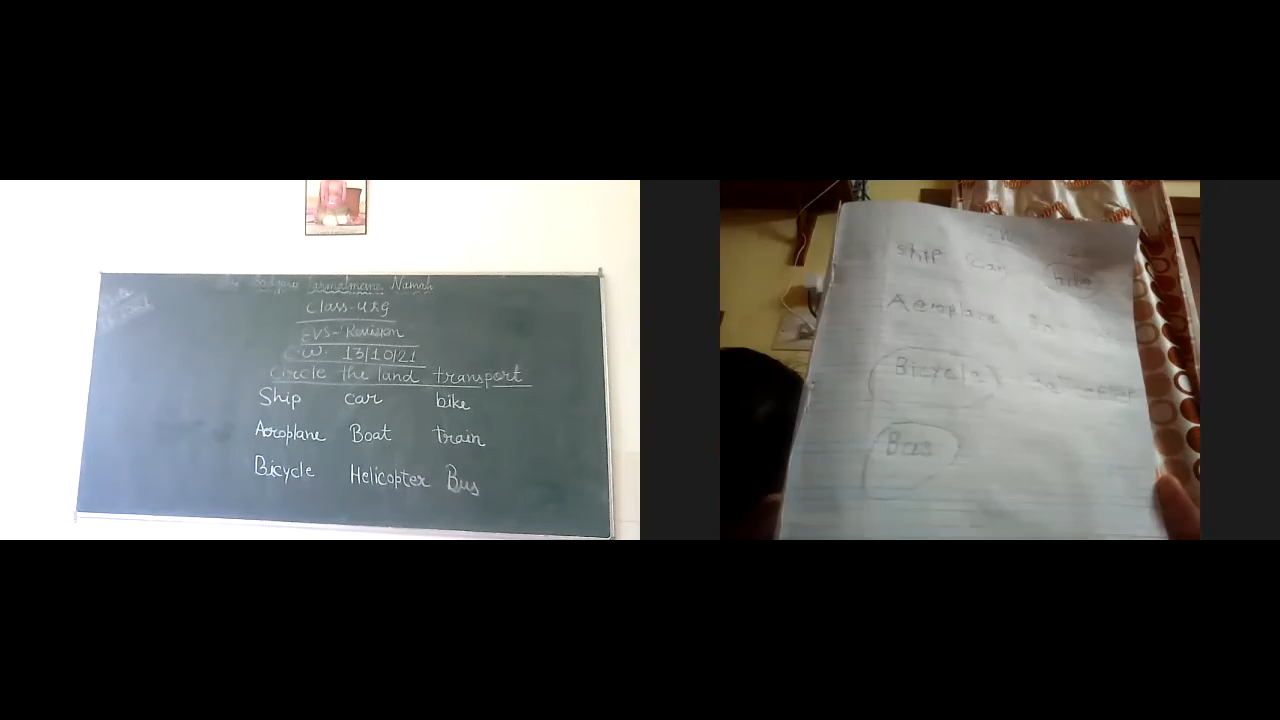 Namah
Class-UKG
EVS-Revision
C.W. 13/10/21
Circle the land transport
Ship car bike
Aeroplane Boat train
Bicycle Helicopter Bus
ship car bike
Aeroplane
Bicycle
Bus